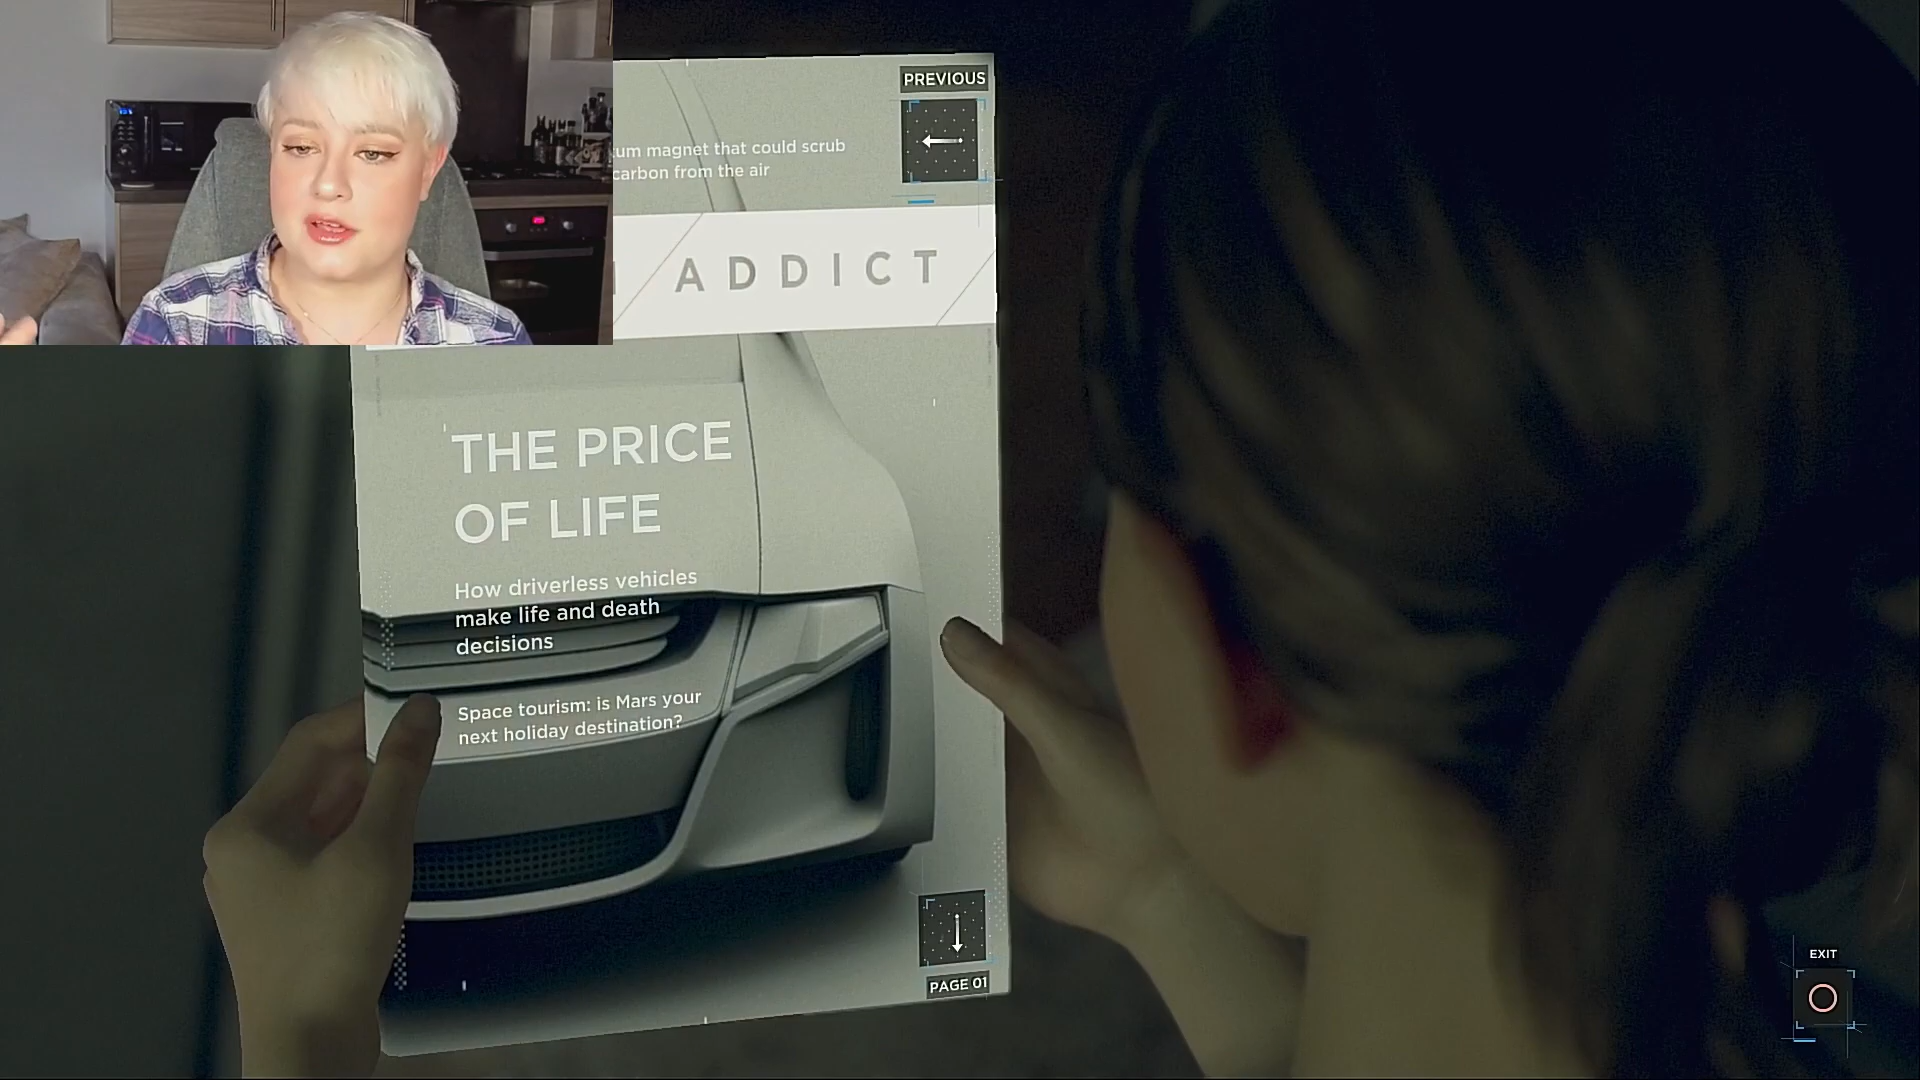 PREVIOUS
um magnet that could scrub
carbon from the air
ADDICT
THE PRICE
OF LIFE
How driverless vehicles
make life and death
decisions
Space tourism: is Mars your
next holiday destination?
PAGE 01
EXIT